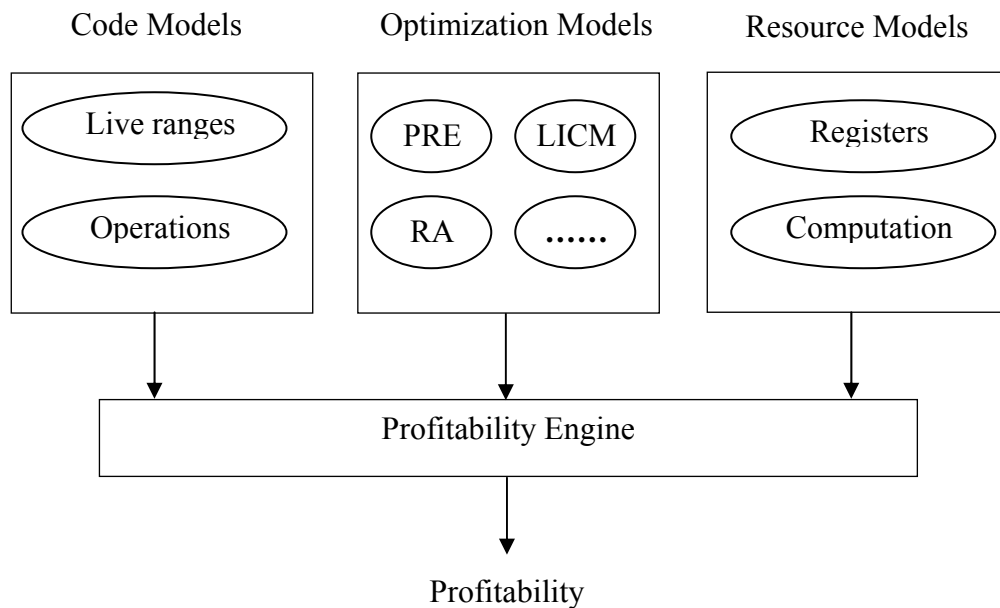 Code Models
Optimization Models
Resource Models
Live ranges
Operations
PRE
LICM
RA
......
Registers
Computation
Profitability Engine
Profitability